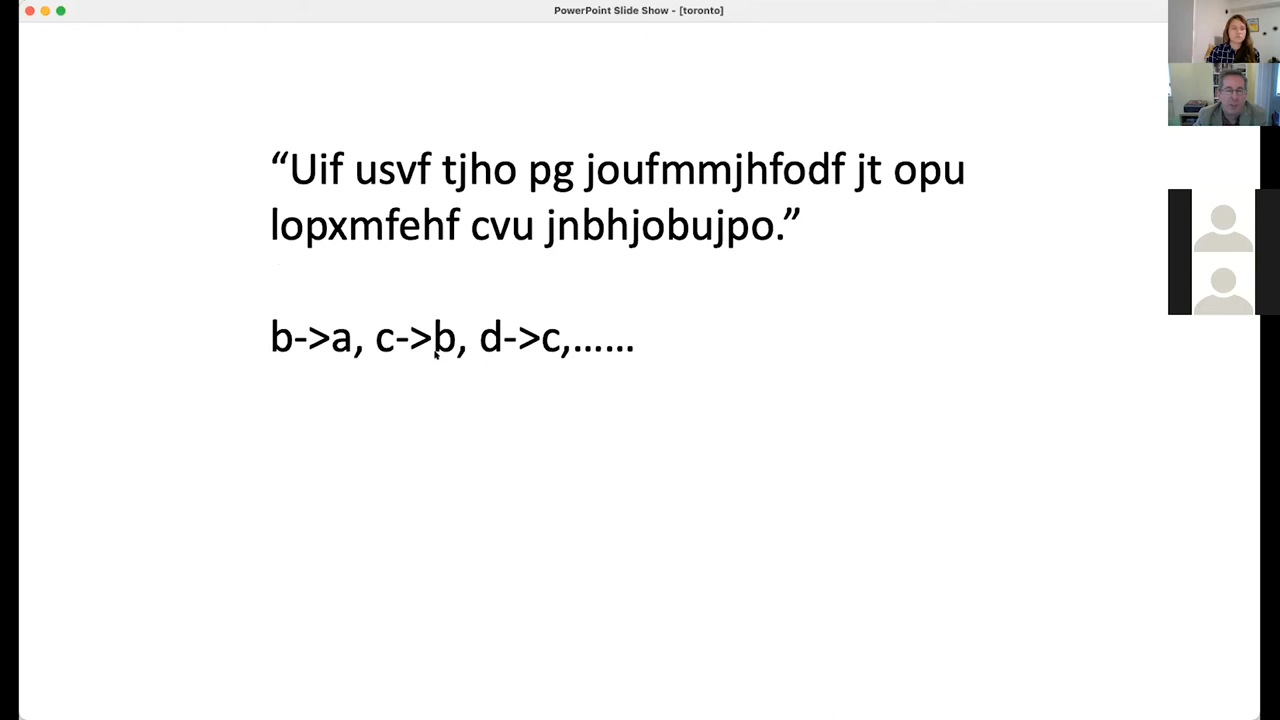 PowerPoint Slide Show - [toronto]
“Uif usvf tjho pg joufmmjhfodf jt opu
lopxmfehf cvu jnbhjobujpo.”
b->a, c->b, d->c,......